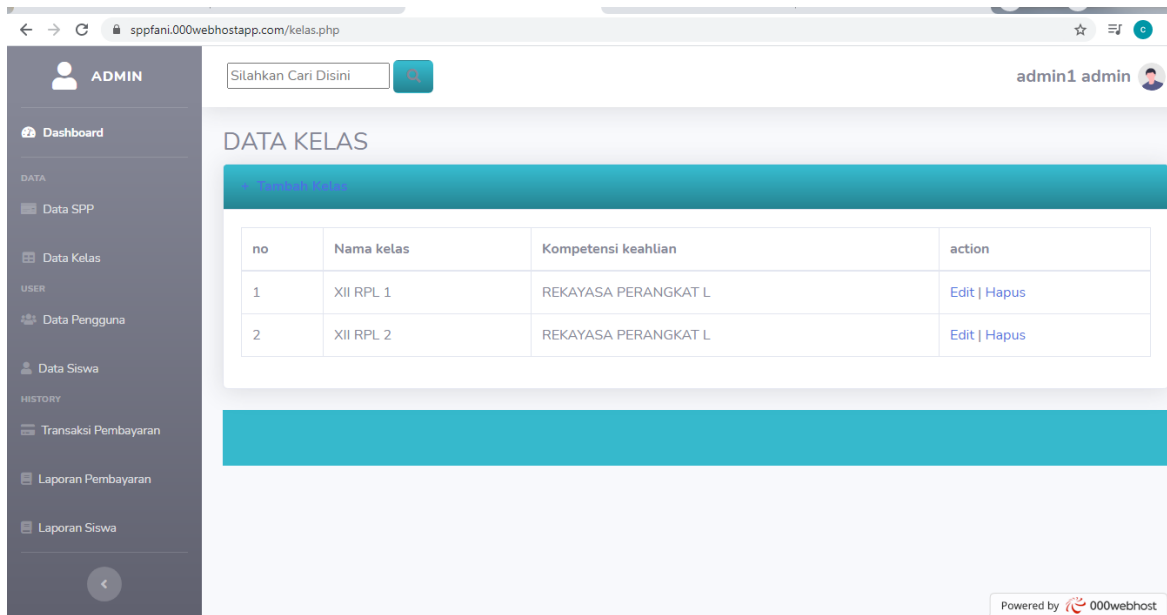 sppfani.000webhostapp.com/kelas.php
C
ADMIN
Silahkan Cari Disini
admin1 admin
Dashboard
DATA KELAS
DATA
+ Tambah Kelas
Data SPP
no Nama kelas Kompetensi keahlian action
Data Kelas
USER
1 XII RPL 1 REKAYASA PERANGKAT L Edit | Hapus
Data Pengguna
2 XII RPL 2 REKAYASA PERANGKAT L Edit | Hapus
Data Siswa
HISTORY
Transaksi Pembayaran
Laporan Pembayaran
Laporan Siswa
Powered by 000webhost